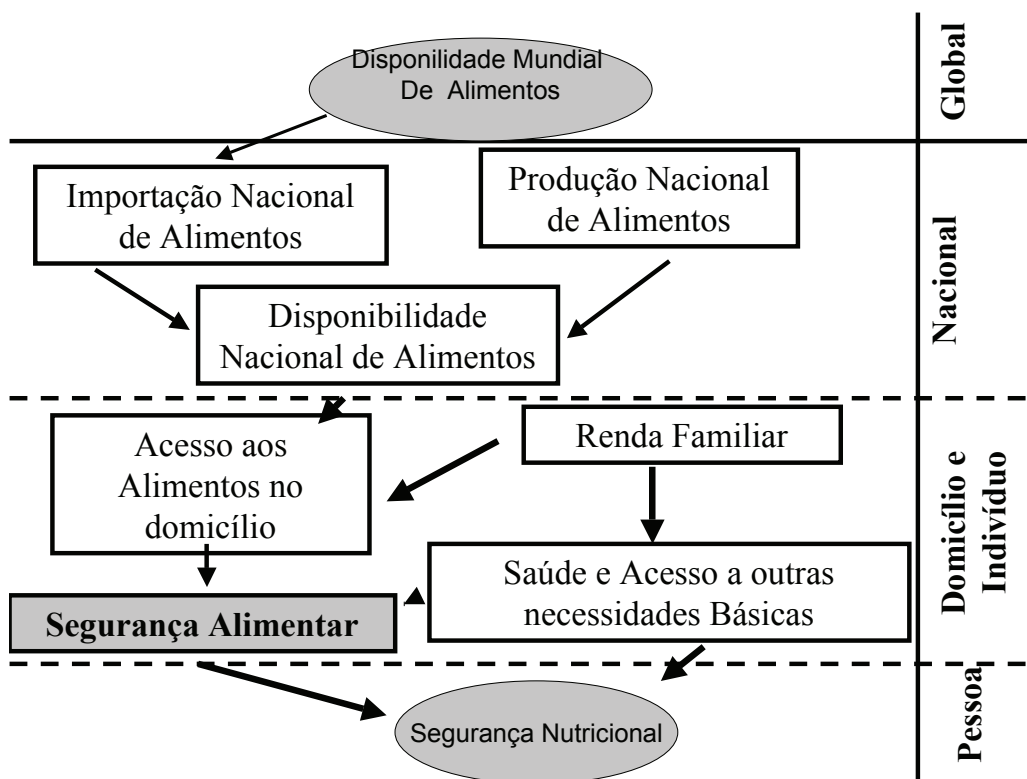 Disponilidade Mundial
De Alimentos
Global
Importação Nacional
de Alimentos
Produção Nacional
de Alimentos
Disponibilidade
Nacional de Alimentos
Nacional
Acesso aos
Alimentos no
domicílio
Renda Familiar
Saúde e Acesso a outras
necessidades Básicas
Segurança Alimentar
Domicílio e
Indivíduo
Segurança Nutricional
Pessoa